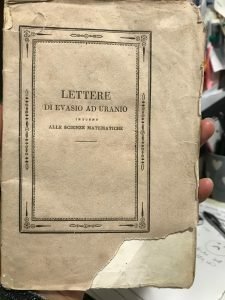 LETTERE
DI EVASIO AD URANIO
INTORNO
ALLE SCIENZE MATEMATICHE